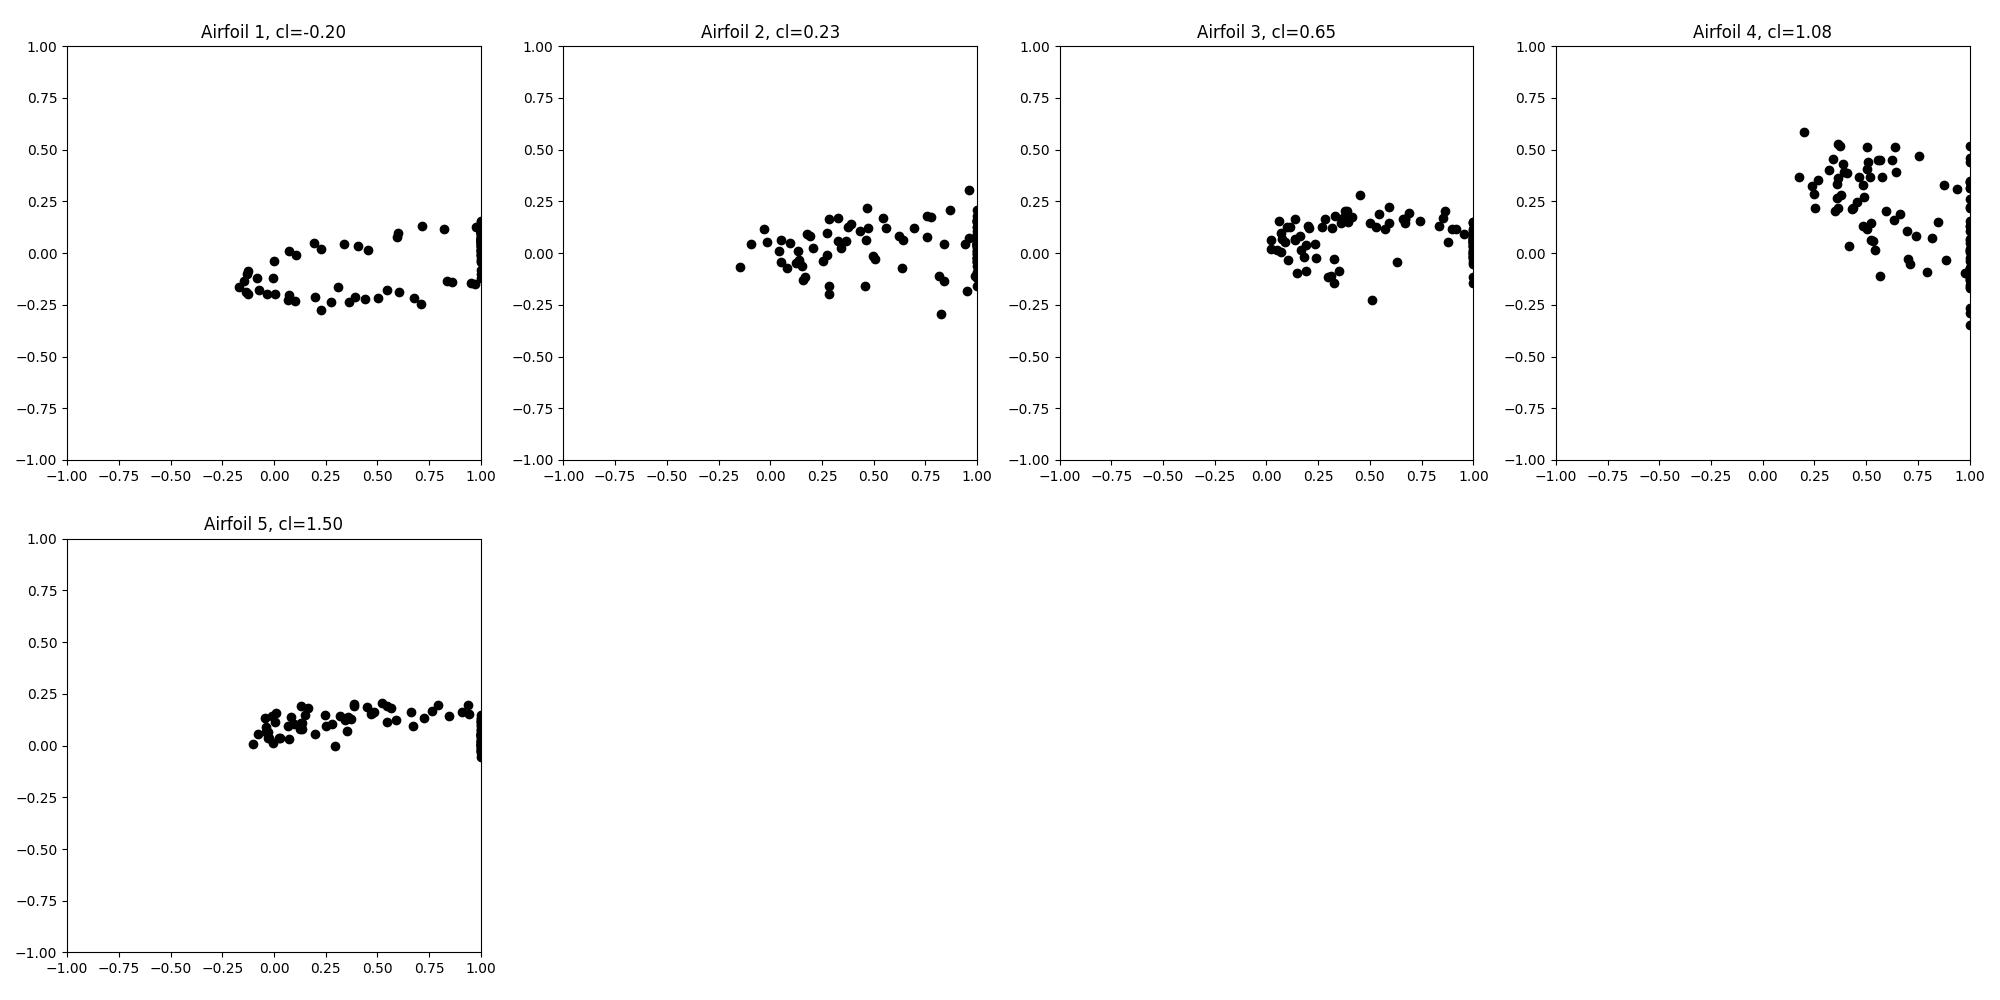 Airfoil 1, cl=-0.20
Airfoil 2, cl=0.23
Airfoil 3, cl=0.65
Airfoil 4, cl=1.08
1.00 1.00 1.00 1.00
0.75 0.75 0.75 0.75
0.50 0.50 0.50 0.50
0.25 0.25 0.25 0.25
0.00 0.00 0.00 0.00
−0.25 −0.25 −0.25 −0.25
−0.50 −0.50 −0.50 −0.50
−0.75 −0.75 −0.75 −0.75
−1.00 −1.00 −1.00 −1.00
−1.00 −0.75 −0.50 −0.25 0.00 0.25 0.50 0.75 1.00
−1.00 −0.75 −0.50 −0.25 0.00 0.25 0.50 0.75 1.00
−1.00 −0.75 −0.50 −0.25 0.00 0.25 0.50 0.75 1.00
−1.00 −0.75 −0.50 −0.25 0.00 0.25 0.50 0.75 1.00
Airfoil 5, cl=1.50
1.00
0.75
0.50
0.25
0.00
−0.25
−0.50
−0.75
−1.00
−1.00 −0.75 −0.50 −0.25 0.00 0.25 0.50 0.75 1.00